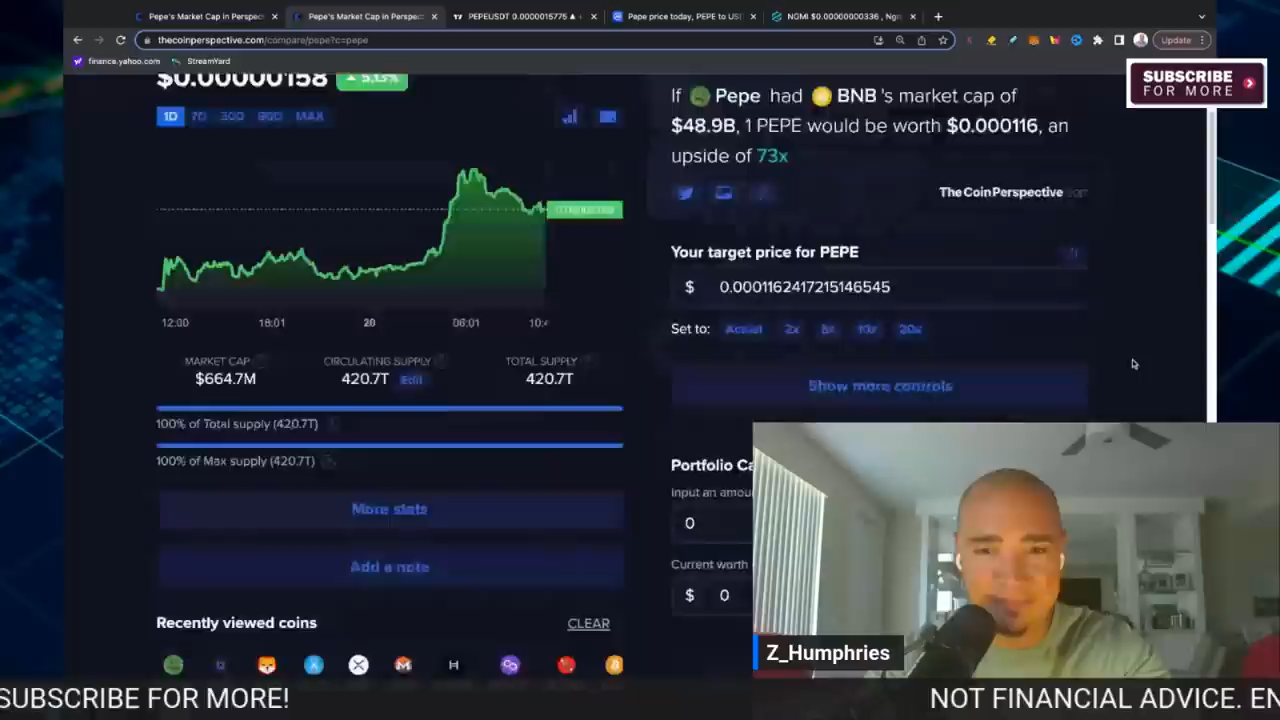 Pepe's Market Cap in Perspec
Pepe's Market Cap in Perspec
PEPEUSDT 0.0000015775
Pepe price today, PEPE to USD
NGMI $0.00000000336 , Ngm
thecoinperspective.com/compare/pepe?c=pepe
Update
finance.yahoo.com
StreamYard
SUBSCRIBE
FOR MORE
$0.00000158
5.13%
1D 7D 30D 90D MAX
If Pepe had BNB 's market cap of
$48.9B, 1 PEPE would be worth $0.000116, an
upside of 73x
TheCoinPerspective
Your target price for PEPE
$ 0.0001162417215146545
Set to: Actual 2x 5x 10x 20x
Show more controls
12:00 18:01 20 06:01 10:4
MARKET CAP CIRCULATING SUPPLY TOTAL SUPPLY
$664.7M 420.7T Edit 420.7T
100% of Total supply (420.7T)
100% of Max supply (420.7T)
More stats
Add a note
Recently viewed coins CLEAR
Portfolio Ca
Input an amou
0
Current worth
$ 0
Z_Humphries
SUBSCRIBE FOR MORE!
NOT FINANCIAL ADVICE. EN